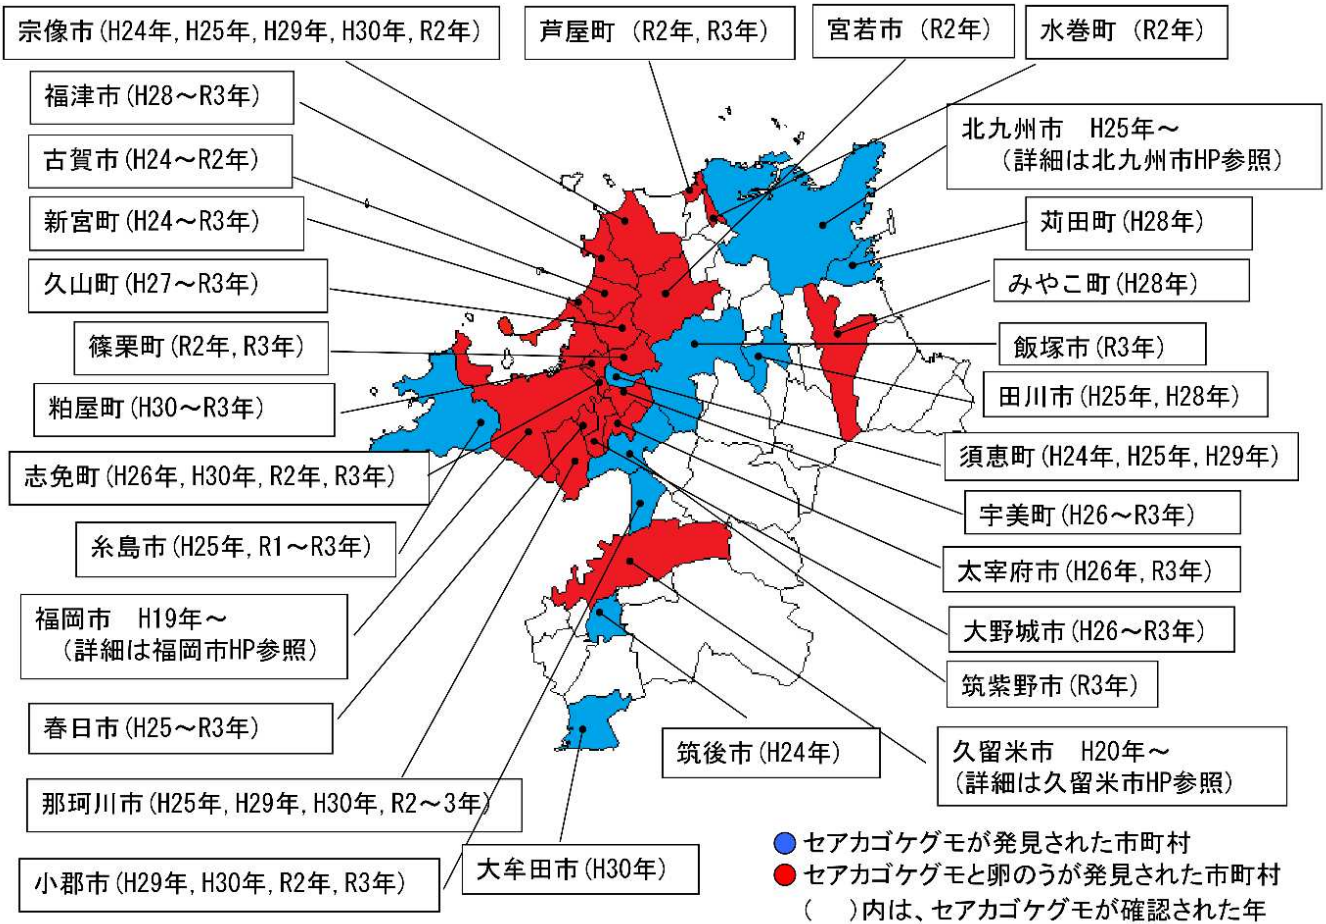 宗像市(H24年, H25年, H29年, H30年, R2年)
芦屋町 (R2年, R3年)
宮若市 (R2年)
水巻町 (R2年)
福津市(H28～R3年)
古賀市(H24～R2年)
新宮町(H24～R3年)
久山町(H27～R3年)
篠栗町(R2年, R3年)
粕屋町(H30～R3年)
志免町(H26年, H30年, R2年, R3年)
糸島市(H25年, R1～R3年)
福岡市 H19年～
(詳細は福岡市HP参照)
春日市(H25～R3年)
那珂川市(H25年, H29年, H30年, R2～3年)
小郡市(H29年, H30年, R2年, R3年)
北九州市 H25年～
(詳細は北九州市HP参照)
苅田町(H28年)
みやこ町(H28年)
飯塚市(R3年)
田川市(H25年, H28年)
須恵町(H24年, H25年, H29年)
宇美町(H26～R3年)
太宰府市(H26年, R3年)
大野城市(H26～R3年)
筑紫野市(R3年)
久留米市 H20年～
(詳細は久留米市HP参照)
筑後市(H24年)
大牟田市(H30年)
セアカゴケグモが発見された市町村
セアカゴケグモと卵のうが発見された市町村
( )内は、セアカゴケグモが確認された年